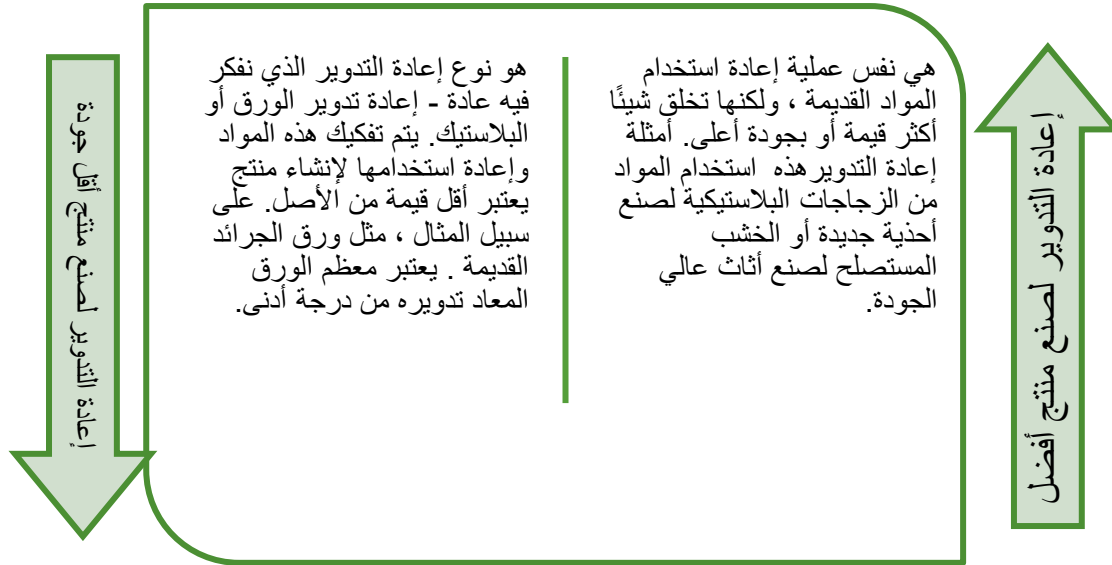 إعادة التدوير لصنع منتج أفضل
هي نفس عملية إعادة استخدام
المواد القديمة ، ولكنها تخلق شيئًا
أكثر قيمة أو بجودة أعلى. أمثلة
إعادة التدوير هذه استخدام المواد
من الزجاجات البلاستيكية لصنع
أحذية جديدة أو الخشب
المستصلح لصنع أثاث عالي
الجودة.
هو نوع إعادة التدوير الذي نفكر
فيه عادة - إعادة تدوير الورق أو
البلاستيك. يتم تفكيك هذه المواد
وإعادة استخدامها لإنشاء منتج
يعتبر أقل قيمة من الأصل. على
سبيل المثال ، مثل ورق الجرائد
القديمة . يعتبر معظم الورق
المعاد تدويره من درجة أدنى.
إعادة التدوير لصنع منتج أقل جودة